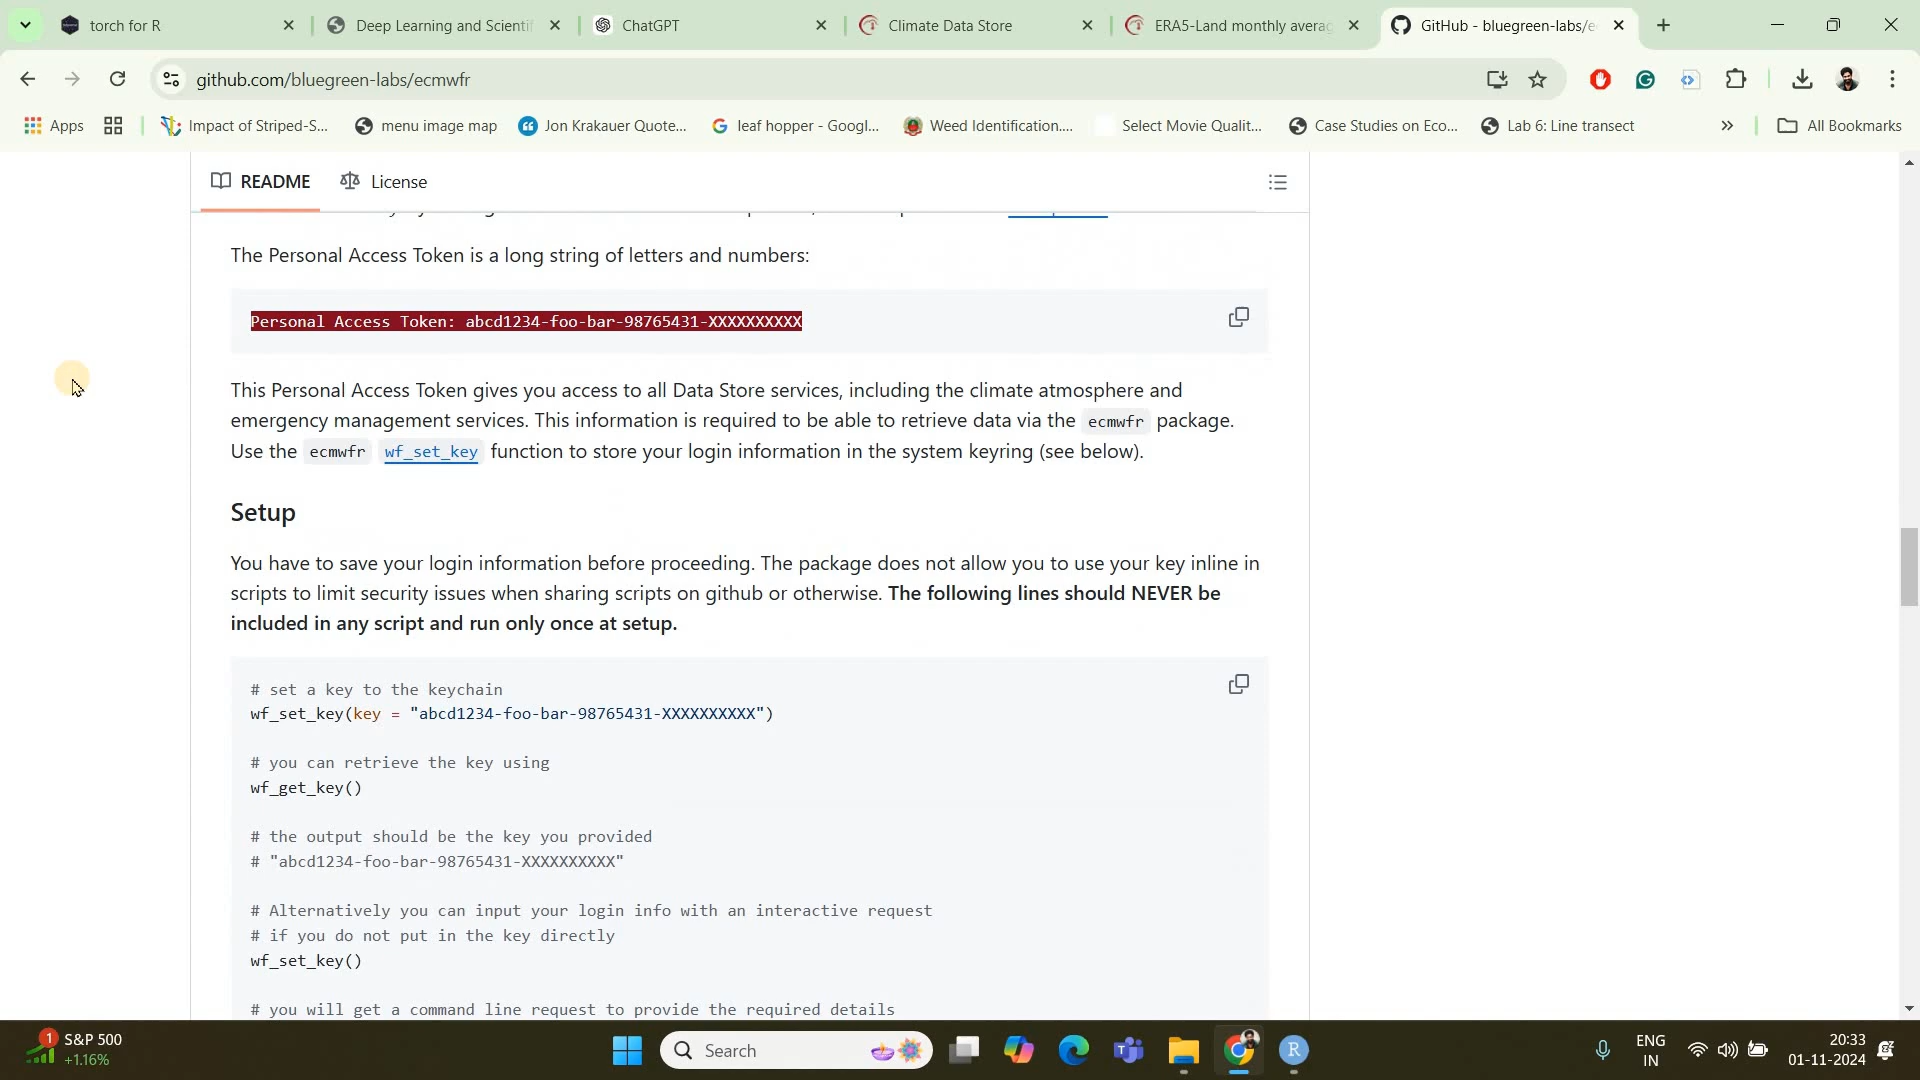 torch for R
Deep Learning and Scientif
ChatGPT
Climate Data Store
ERA5-Land monthly averag
GitHub - bluegreen-labs/e
github.com/bluegreen-labs/ecmwfr
Apps
Impact of Striped-S...
menu image map
Jon Krakauer Quote...
leaf hopper - Googl...
Weed Identification....
Select Movie Qualit...
Case Studies on Eco...
Lab 6: Line transect
All Bookmarks
README
License
The Personal Access Token is a long string of letters and numbers:
Personal Access Token: abcd1234-foo-bar-98765431-XXXXXXXXXX
This Personal Access Token gives you access to all Data Store services, including the climate atmosphere and
emergency management services. This information is required to be able to retrieve data via the ecmwfr package.
Use the ecmwfr wf_set_key function to store your login information in the system keyring (see below).
Setup
You have to save your login information before proceeding. The package does not allow you to use your key inline in
scripts to limit security issues when sharing scripts on github or otherwise. The following lines should NEVER be
included in any script and run only once at setup.
# set a key to the keychain
wf_set_key(key = "abcd1234-foo-bar-98765431-XXXXXXXXXX")
# you can retrieve the key using
wf_get_key()
# the output should be the key you provided
# "abcd1234-foo-bar-98765431-XXXXXXXXXX"
# Alternatively you can input your login info with an interactive request
# if you do not put in the key directly
wf_set_key()
# you will get a command line request to provide the required details
1
S&P 500
+1.16%
Search
R
ENG
IN
20:33
01-11-2024